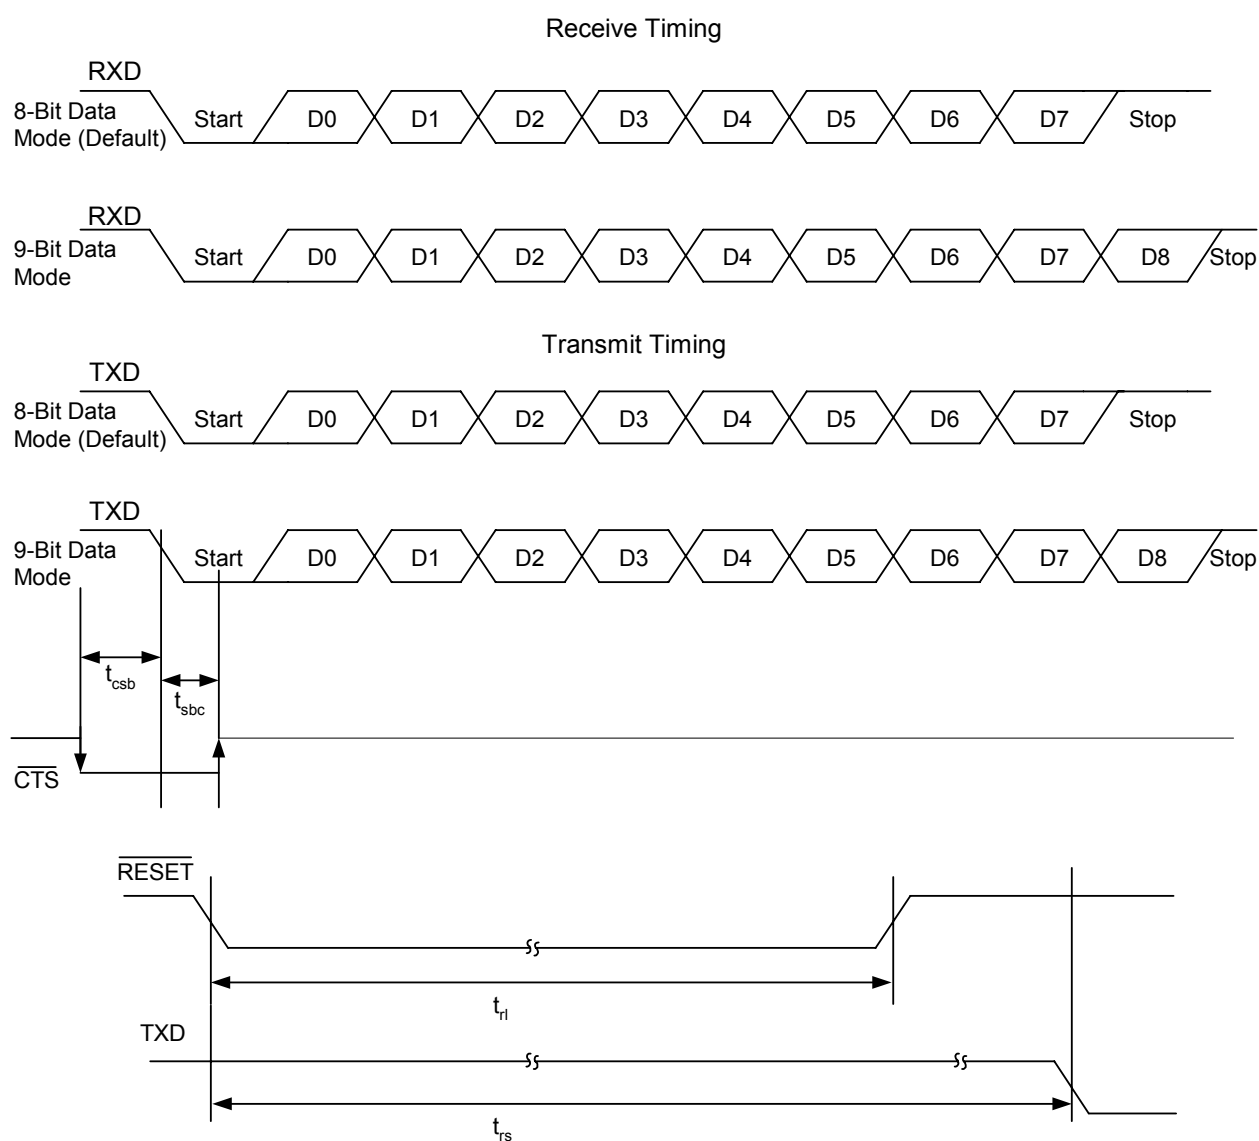 Receive Timing
RXD
8-Bit Data
Mode (Default)
Start D0 D1 D2 D3 D4 D5 D6 D7 Stop
RXD
9-Bit Data
Mode
Start D0 D1 D2 D3 D4 D5 D6 D7 D8 Stop
Transmit Timing
TXD
8-Bit Data
Mode (Default)
Start D0 D1 D2 D3 D4 D5 D6 D7 Stop
TXD
9-Bit Data
Mode
Start D0 D1 D2 D3 D4 D5 D6 D7 D8 Stop
tcsb
tsbc
CTS
RESET
trl
TXD
trs